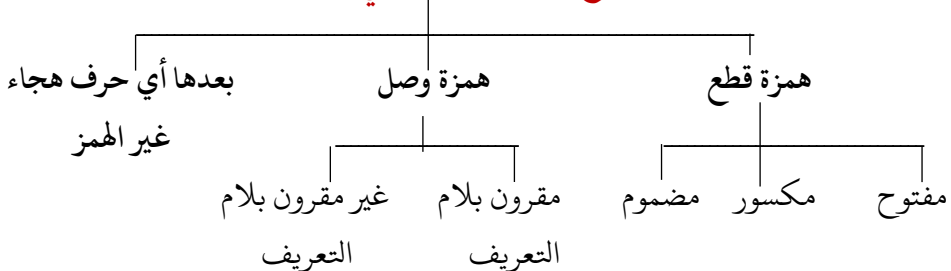 همزة قطع
همزة وصل
بعدها أي حرف هجاء
غير الهمز
مفتوح
مكسور
مضموم
مقرون بلام
التعريف
غير مقرون بلام
التعريف